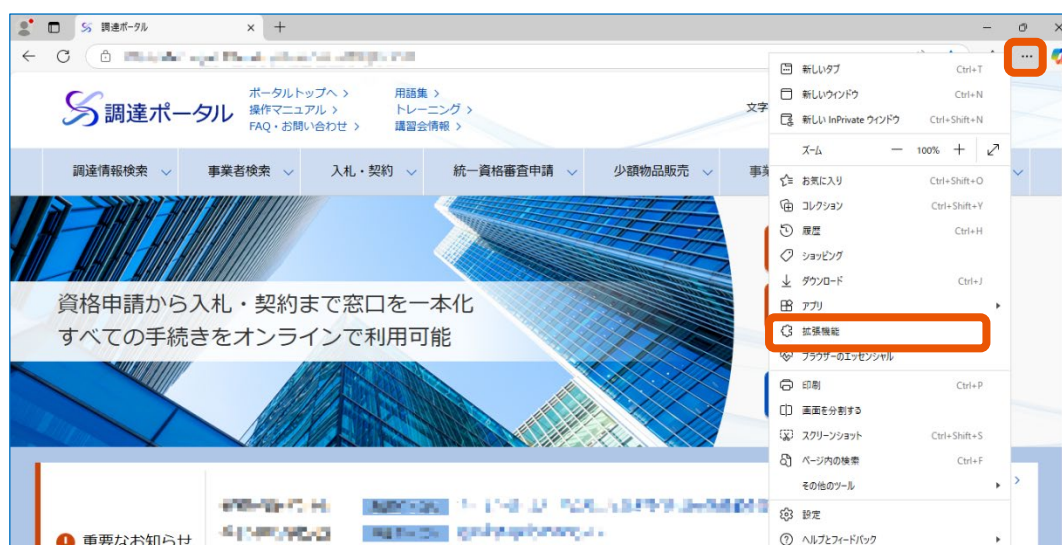 調達ポータル
調達ポータル
ポータルトップへ >
操作マニュアル >
FAQ・お問い合わせ >
用語集 >
トレーニング >
講習会情報 >
文字
調達情報検索
事業者検索
入札・契約
統一資格審査申請
少額物品販売
事業
資格申請から入札・契約まで窓口を一本化
すべての手続きをオンラインで利用可能
重要なお知らせ
新しいタブ Ctrl+T
新しいウィンドウ Ctrl+N
新しい InPrivate ウィンドウ Ctrl+Shift+N
ズーム — 100% +
お気に入り Ctrl+Shift+O
コレクション Ctrl+Shift+Y
履歴 Ctrl+H
ショッピング
ダウンロード Ctrl+J
アプリ
拡張機能
ブラウザーのエッセンシャル
印刷 Ctrl+P
画面を分割する
スクリーンショット Ctrl+Shift+S
ページ内の検索 Ctrl+F
その他のツール
設定
ヘルプとフィードバック